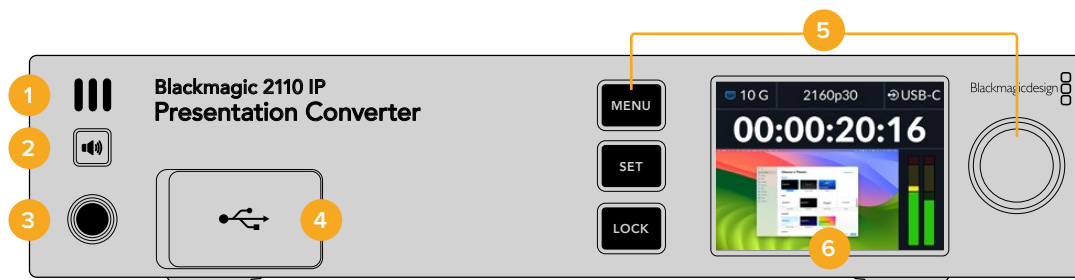 5
1
2
3
Blackmagic 2110 IP
Presentation Converter
4
MENU
SET
LOCK
10 G 2160p30 USB-C
00:00:20:16
6
Blackmagicdesign